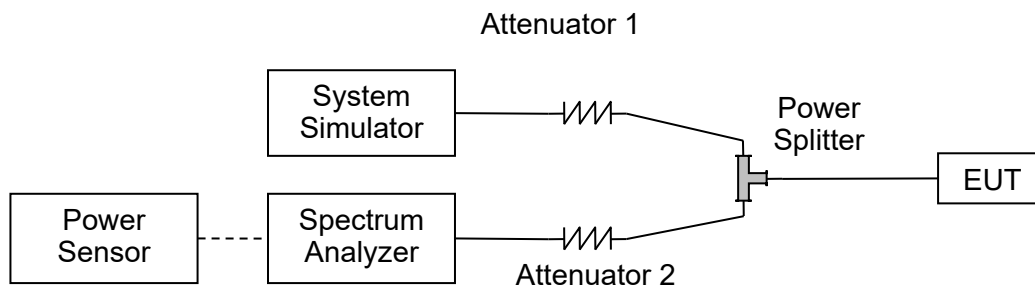 Attenuator 1
System
Simulator
Power
Splitter
EUT
Power
Sensor
Spectrum
Analyzer
Attenuator 2